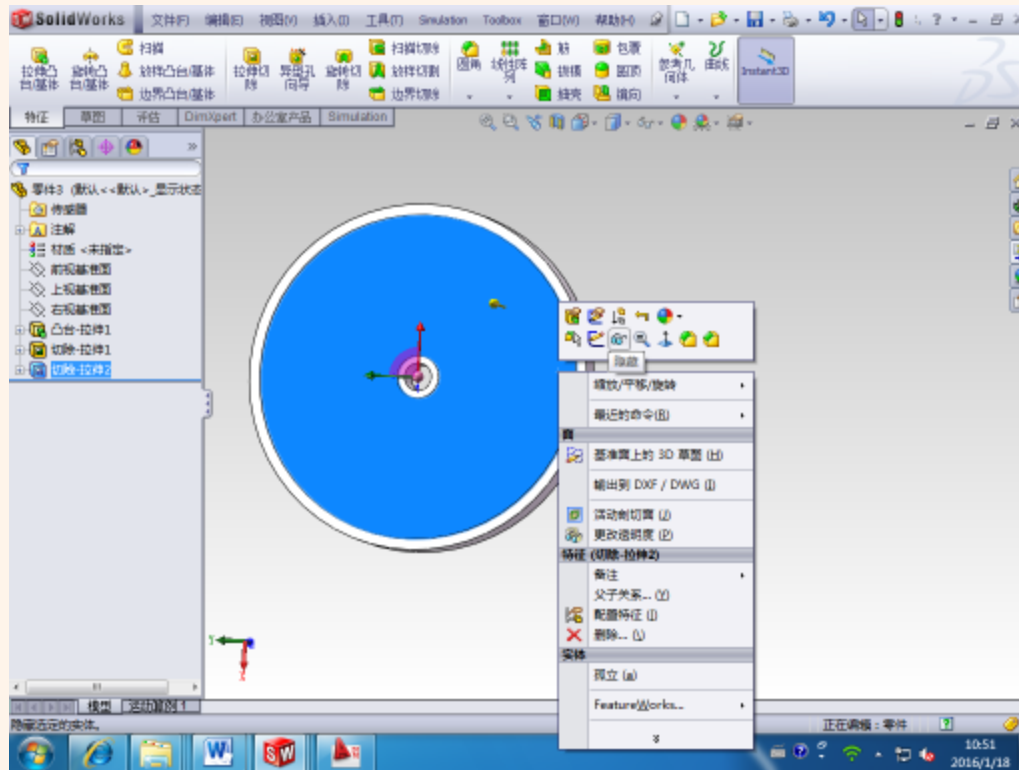 SolidWorks 文件(F) 编辑(E) 视图(V) 插入(I) 工具(T) Simulation Toolbox 窗口(W) 帮助(H)
拉伸凸台/基体
旋转凸台/基体
扫描
放样凸台/基体
边界凸台/基体
拉伸切除
异型孔向导
旋转切除
扫描切除
放样切割
边界切除
圆角
线性阵列
筋
拔模
抽壳
包覆
圆顶
镜向
参考几何体
曲线
Instant3D
特征 草图 评估 DimXpert 办公室产品 Simulation
零件3 (默认<<默认>_显示状态
传感器
注解
材质 <未指定>
前视基准面
上视基准面
右视基准面
凸台-拉伸1
切除-拉伸1
切除-拉伸2
隐藏
缩放/平移/旋转
最近的命令(R)
面
基准面上的 3D 草图 (H)
输出到 DXF / DWG (I)
活动剖切面 (J)
更改透明度 (P)
特征 (切除-拉伸2)
备注
父子关系... (Y)
配置特征 (I)
删除... (L)
实体
孤立 (a)
FeatureWorks...
模型 运动算例 1
隐藏选定的实体。
正在编辑：零件
10:51
2016/1/18